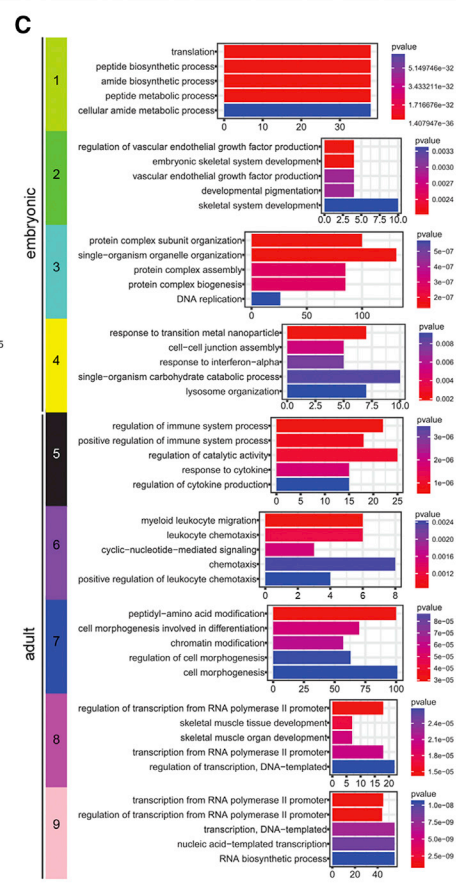 C
embryonic
adult
1
translation
peptide biosynthetic process
amide biosynthetic process
peptide metabolic process
cellular amide metabolic process
0 10 20 30
pvalue
5.149746e−32
3.433211e−32
1.716676e−32
1.407947e−36
2
regulation of vascular endothelial growth factor production
embryonic skeletal system development
vascular endothelial growth factor production
developmental pigmentation
skeletal system development
0.0 2.5 5.0 7.5 10.0
pvalue
0.0033
0.0030
0.0027
0.0024
3
protein complex subunit organization
single−organism organelle organization
protein complex assembly
protein complex biogenesis
DNA replication
0 50 100
pvalue
5e−07
4e−07
3e−07
2e−07
5
4
response to transition metal nanoparticle
cell−cell junction assembly
response to interferon−alpha
single−organism carbohydrate catabolic process
lysosome organization
0.0 2.5 5.0 7.5 10.0
pvalue
0.008
0.006
0.004
0.002
5
regulation of immune system process
positive regulation of immune system process
regulation of catalytic activity
response to cytokine
regulation of cytokine production
0 5 10 15 20 25
pvalue
3e−06
2e−06
1e−06
6
myeloid leukocyte migration
leukocyte chemotaxis
cyclic−nucleotide−mediated signaling
chemotaxis
positive regulation of leukocyte chemotaxis
0 2 4 6 8
pvalue
0.0024
0.0020
0.0016
0.0012
7
peptidyl−amino acid modification
cell morphogenesis involved in differentiation
chromatin modification
regulation of cell morphogenesis
cell morphogenesis
0 25 50 75 100
pvalue
8e−05
7e−05
6e−05
5e−05
4e−05
3e−05
8
regulation of transcription from RNA polymerase II promoter
skeletal muscle tissue development
skeletal muscle organ development
transcription from RNA polymerase II promoter
regulation of transcription, DNA−templated
0 5 10 15 20
pvalue
2.4e−05
2.1e−05
1.8e−05
1.5e−05
9
transcription from RNA polymerase II promoter
regulation of transcription from RNA polymerase II promoter
transcription, DNA−templated
nucleic acid−templated transcription
RNA biosynthetic process
0 20 40
pvalue
1.0e−08
7.5e−09
5.0e−09
2.5e−09